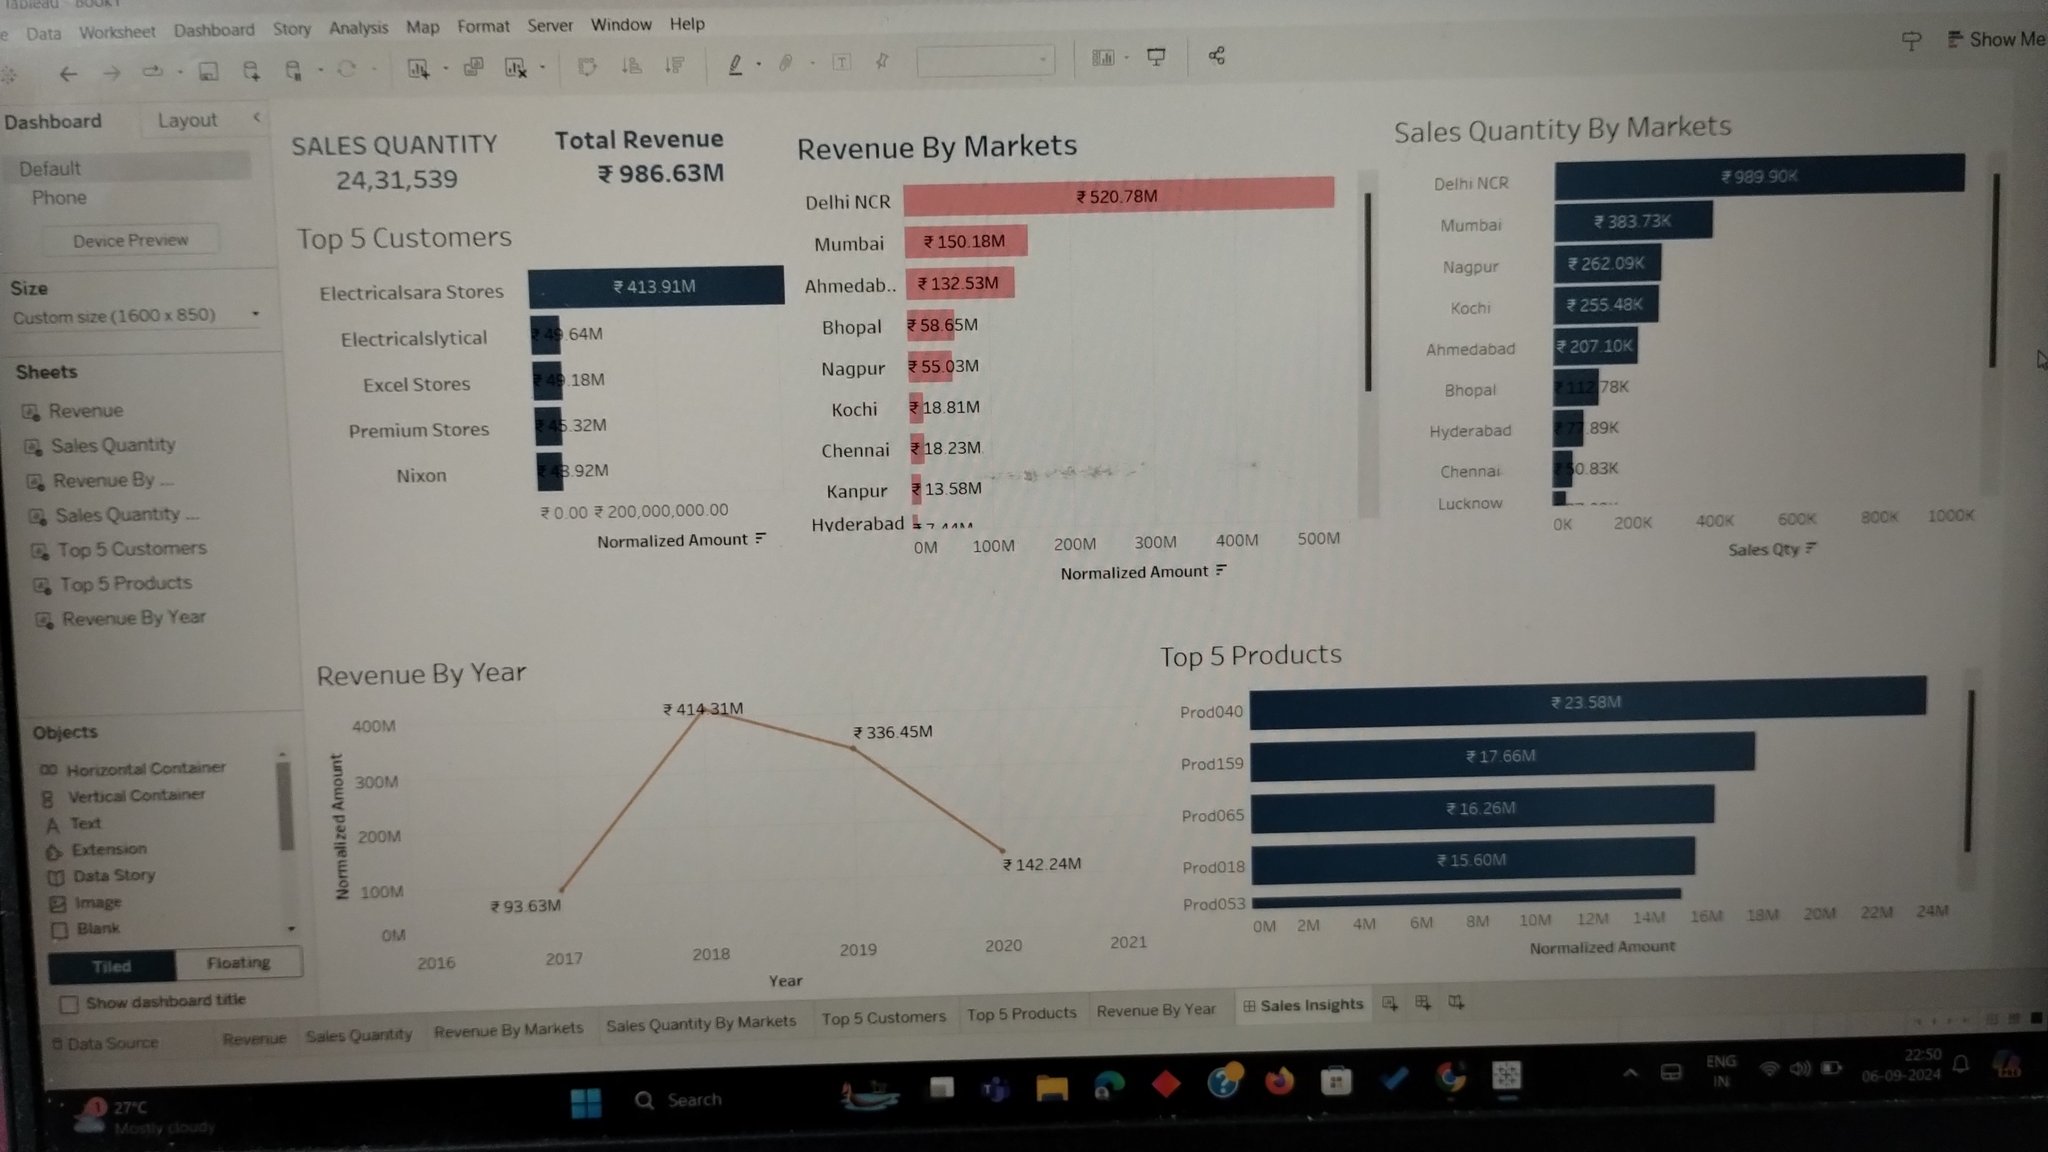 Tableau - Book1
e Data Worksheet Dashboard Story Analysis Map Format Server Window Help
Show Me
Dashboard Layout
Default
Phone
Device Preview
Size
Custom size (1600 x 850)
Sheets
Revenue
Sales Quantity
Revenue By ...
Sales Quantity ...
Top 5 Customers
Top 5 Products
Revenue By Year
Objects
Horizontal Container
Vertical Container
Text
Extension
Data Story
Image
Blank
Tiled Floating
Show dashboard title
SALES QUANTITY
24,31,539
Total Revenue
₹ 986.63M
Top 5 Customers
Electricalsara Stores ₹ 413.91M
Electricalslytical ₹ 49.64M
Excel Stores ₹ 49.18M
Premium Stores ₹ 45.32M
Nixon ₹ 43.92M
₹ 0.00 ₹ 200,000,000.00
Normalized Amount
Revenue By Markets
Delhi NCR ₹ 520.78M
Mumbai ₹ 150.18M
Ahmedab.. ₹ 132.53M
Bhopal ₹ 58.65M
Nagpur ₹ 55.03M
Kochi ₹ 18.81M
Chennai ₹ 18.23M
Kanpur ₹ 13.58M
Hyderabad ₹ 7.44M
0M 100M 200M 300M 400M 500M
Normalized Amount
Sales Quantity By Markets
Delhi NCR ₹ 989.90K
Mumbai ₹ 383.73K
Nagpur ₹ 262.09K
Kochi ₹ 255.48K
Ahmedabad ₹ 207.10K
Bhopal ₹ 112.78K
Hyderabad ₹ 77.89K
Chennai ₹ 50.83K
Lucknow
0K 200K 400K 600K 800K 1000K
Sales Qty
Revenue By Year
Normalized Amount
400M
300M
200M
100M
0M
₹ 414.31M
₹ 336.45M
₹ 142.24M
₹ 93.63M
2016 2017 2018 2019 2020 2021
Year
Top 5 Products
Prod040 ₹ 23.58M
Prod159 ₹ 17.66M
Prod065 ₹ 16.26M
Prod018 ₹ 15.60M
Prod053
0M 2M 4M 6M 8M 10M 12M 14M 16M 18M 20M 22M 24M
Normalized Amount
Data Source Revenue Sales Quantity Revenue By Markets Sales Quantity By Markets Top 5 Customers Top 5 Products Revenue By Year Sales Insights
1
27°C
Mostly cloudy
Search
ENG
IN
22:50
06-09-2024